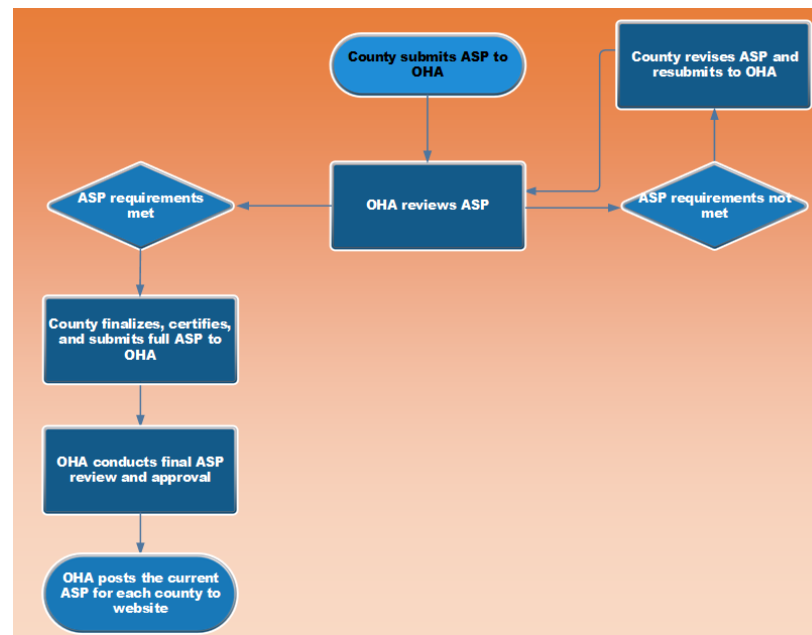 County submits ASP to
OHA
County revises ASP and
resubmits to OHA
ASP requirements
met
OHA reviews ASP
ASP requirements not
met
County finalizes, certifies,
and submits full ASP to
OHA
OHA conducts final ASP
review and approval
OHA posts the current
ASP for each county to
website